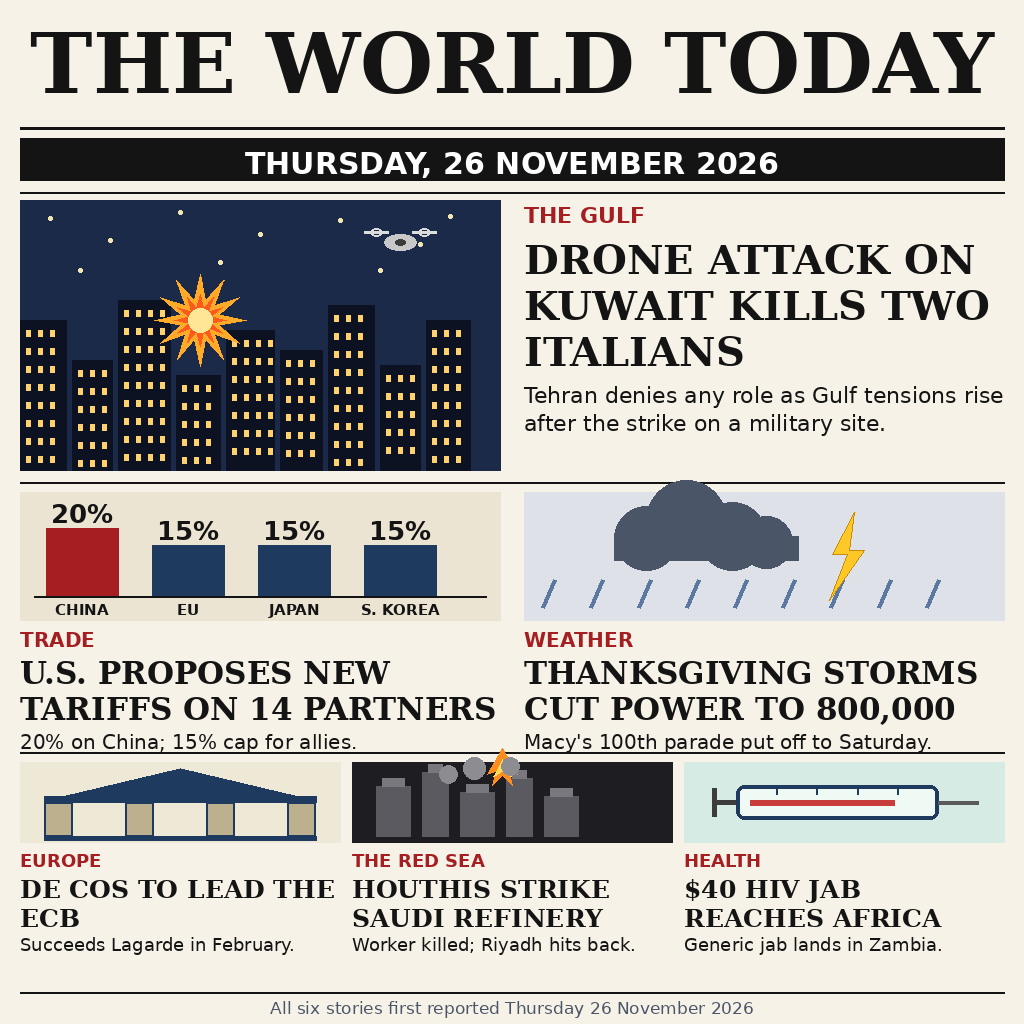 THE WORLD TODAY
THURSDAY, 26 NOVEMBER 2026
THE GULF
DRONE ATTACK ON
KUWAIT KILLS TWO
ITALIANS
Tehran denies any role as Gulf tensions rise
after the strike on a military site.
20%
15%
15%
15%
CHINA
EU
JAPAN
S. KOREA
TRADE
U.S. PROPOSES NEW
TARIFFS ON 14 PARTNERS
20% on China; 15% cap for allies.
WEATHER
THANKSGIVING STORMS
CUT POWER TO 800,000
Macy's 100th parade put off to Saturday.
EUROPE
DE COS TO LEAD THE
ECB
Succeeds Lagarde in February.
THE RED SEA
HOUTHIS STRIKE
SAUDI REFINERY
Worker killed; Riyadh hits back.
HEALTH
$40 HIV JAB
REACHES AFRICA
Generic jab lands in Zambia.
All six stories first reported Thursday 26 November 2026